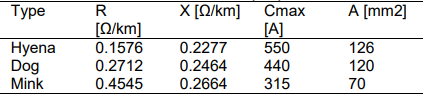 Type R X [Ω/km] Cmax A [mm2]
[Ω/km] [A]
Hyena 0.1576 0.2277 550 126
Dog 0.2712 0.2464 440 120
Mink 0.4545 0.2664 315 70